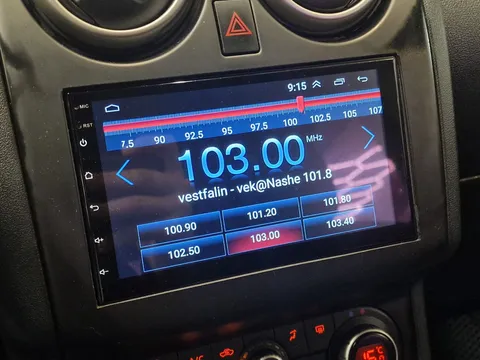 MIC
9:15
RST
7.5 90 92.5 95 97.5 100 102.5 105 107
103.00 MHz
vestfalin - vek@Nashe 101.8
100.90 101.20 101.80
102.50 103.00 103.40
A/C
16°C